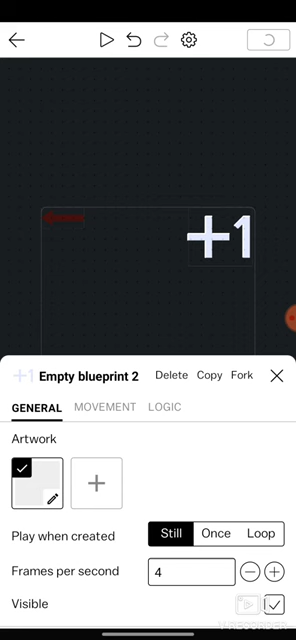 +1
+1 Empty blueprint 2 Delete Copy Fork
GENERAL MOVEMENT LOGIC
Artwork
Play when created Still Once Loop
Frames per second 4
Visible